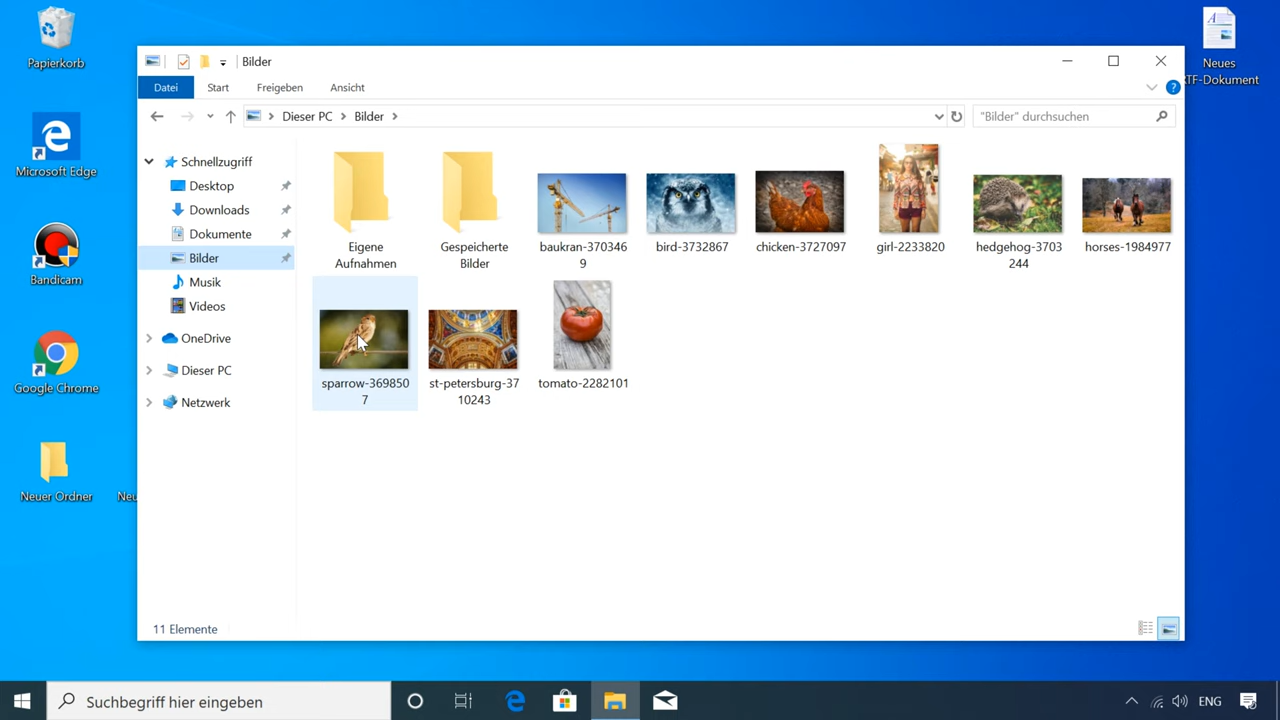 Papierkorb
Microsoft Edge
Bandicam
Google Chrome
Neuer Ordner
Neues
TF-Dokument
Bilder
Datei
Start
Freigeben
Ansicht
?
Dieser PC
Bilder
"Bilder" durchsuchen
Schnellzugriff
Desktop
Downloads
Dokumente
Bilder
Musik
Videos
OneDrive
Dieser PC
Netzwerk
Eigene
Aufnahmen
Gespeicherte
Bilder
baukran-370346
9
bird-3732867
chicken-3727097
girl-2233820
hedgehog-3703
244
horses-1984977
sparrow-369850
7
st-petersburg-37
10243
tomato-2282101
11 Elemente
Suchbegriff hier eingeben
ENG